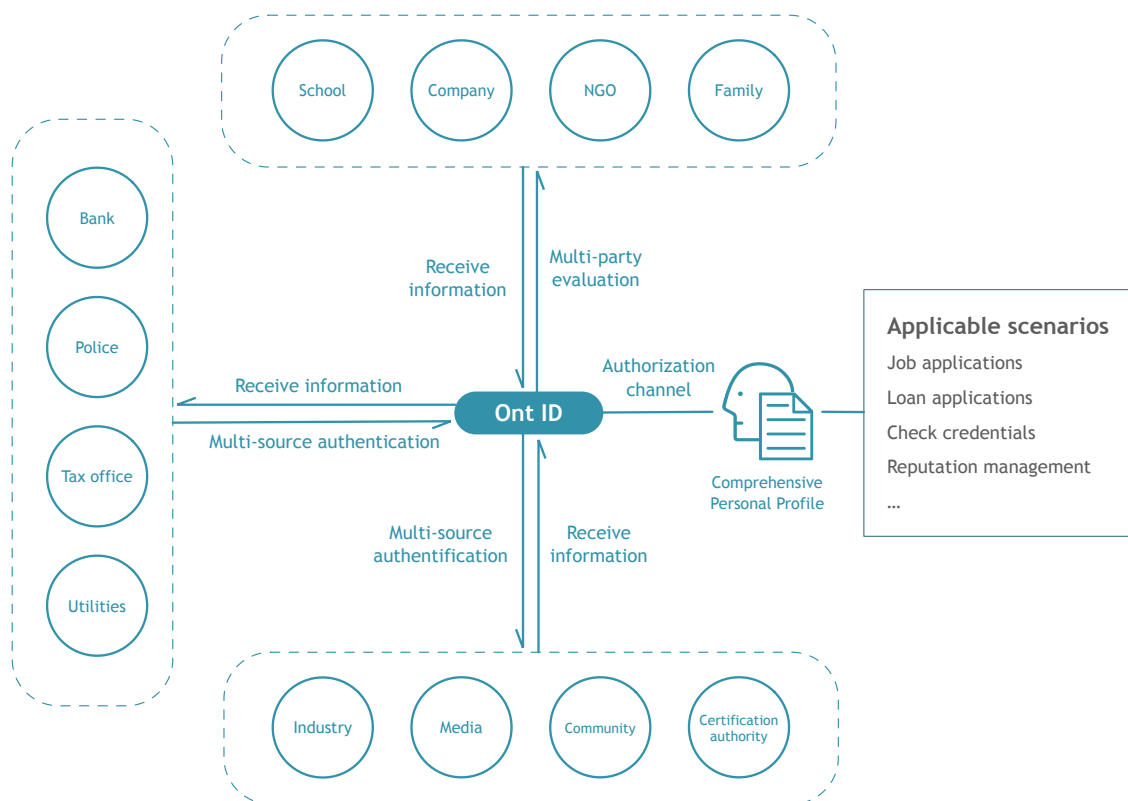 School
Company
NGO
Family
Bank
Police
Tax office
Utilities
Receive
information
Multi-party
evaluation
Receive information
Multi-source authentication
Ont ID
Authorization
channel
Comprehensive
Personal Profile
Applicable scenarios
Job applications
Loan applications
Check credentials
Reputation management
...
Multi-source
authentification
Receive
information
Industry
Media
Community
Certification
authority